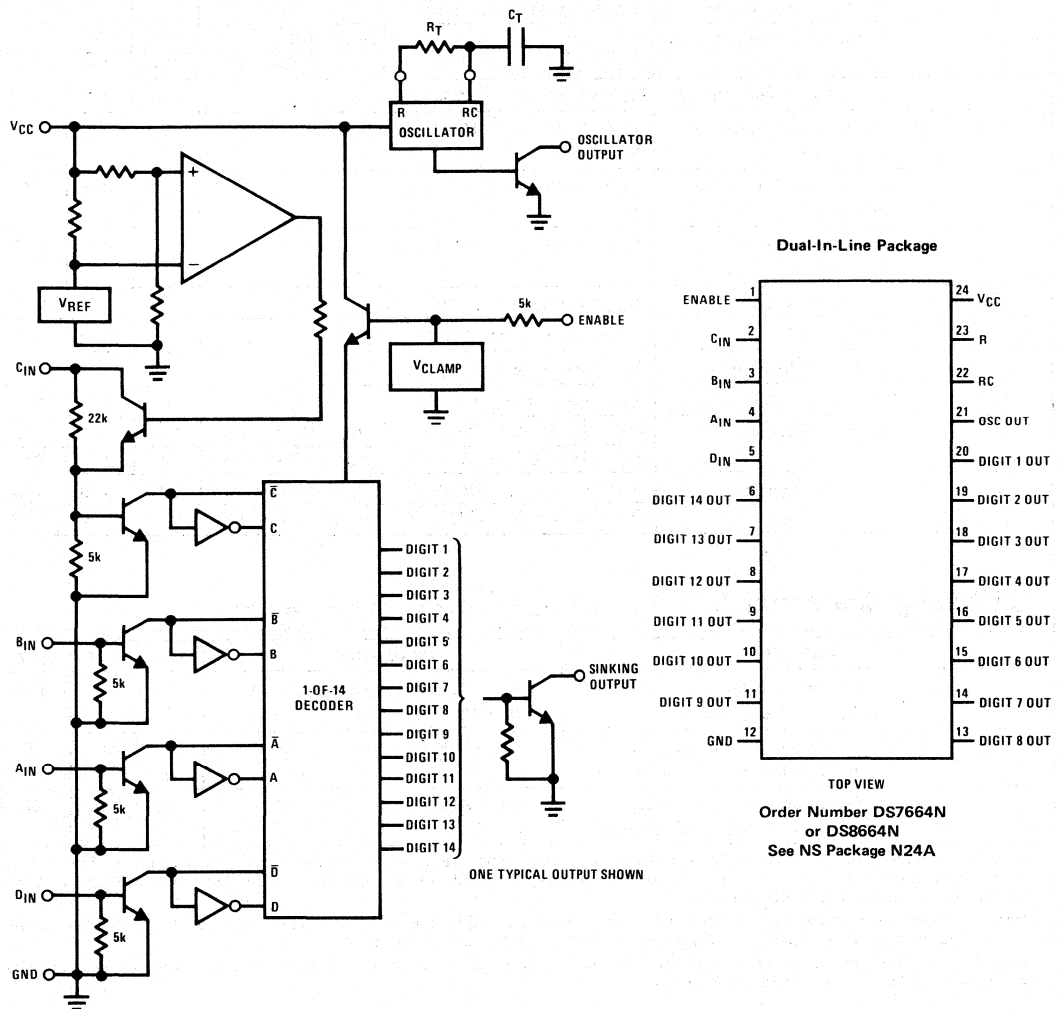 RT
CT
R
RC
OSCILLATOR
VCC
OSCILLATOR
OUTPUT
+
−
VREF
5k
ENABLE
VCLAMP
CIN
22k
5k
C̅
C
BIN
5k
B̅
B
1-OF-14
DECODER
AIN
5k
A̅
A
DIN
5k
D̅
D
GND
DIGIT 1
DIGIT 2
DIGIT 3
DIGIT 4
DIGIT 5
DIGIT 6
DIGIT 7
DIGIT 8
DIGIT 9
DIGIT 10
DIGIT 11
DIGIT 12
DIGIT 13
DIGIT 14
SINKING
OUTPUT
ONE TYPICAL OUTPUT SHOWN
Dual-In-Line Package
ENABLE 1
CIN 2
BIN 3
AIN 4
DIN 5
DIGIT 14 OUT 6
DIGIT 13 OUT 7
DIGIT 12 OUT 8
DIGIT 11 OUT 9
DIGIT 10 OUT 10
DIGIT 9 OUT 11
GND 12
24 VCC
23 R
22 RC
21 OSC OUT
20 DIGIT 1 OUT
19 DIGIT 2 OUT
18 DIGIT 3 OUT
17 DIGIT 4 OUT
16 DIGIT 5 OUT
15 DIGIT 6 OUT
14 DIGIT 7 OUT
13 DIGIT 8 OUT
TOP VIEW
Order Number DS7664N
or DS8664N
See NS Package N24A